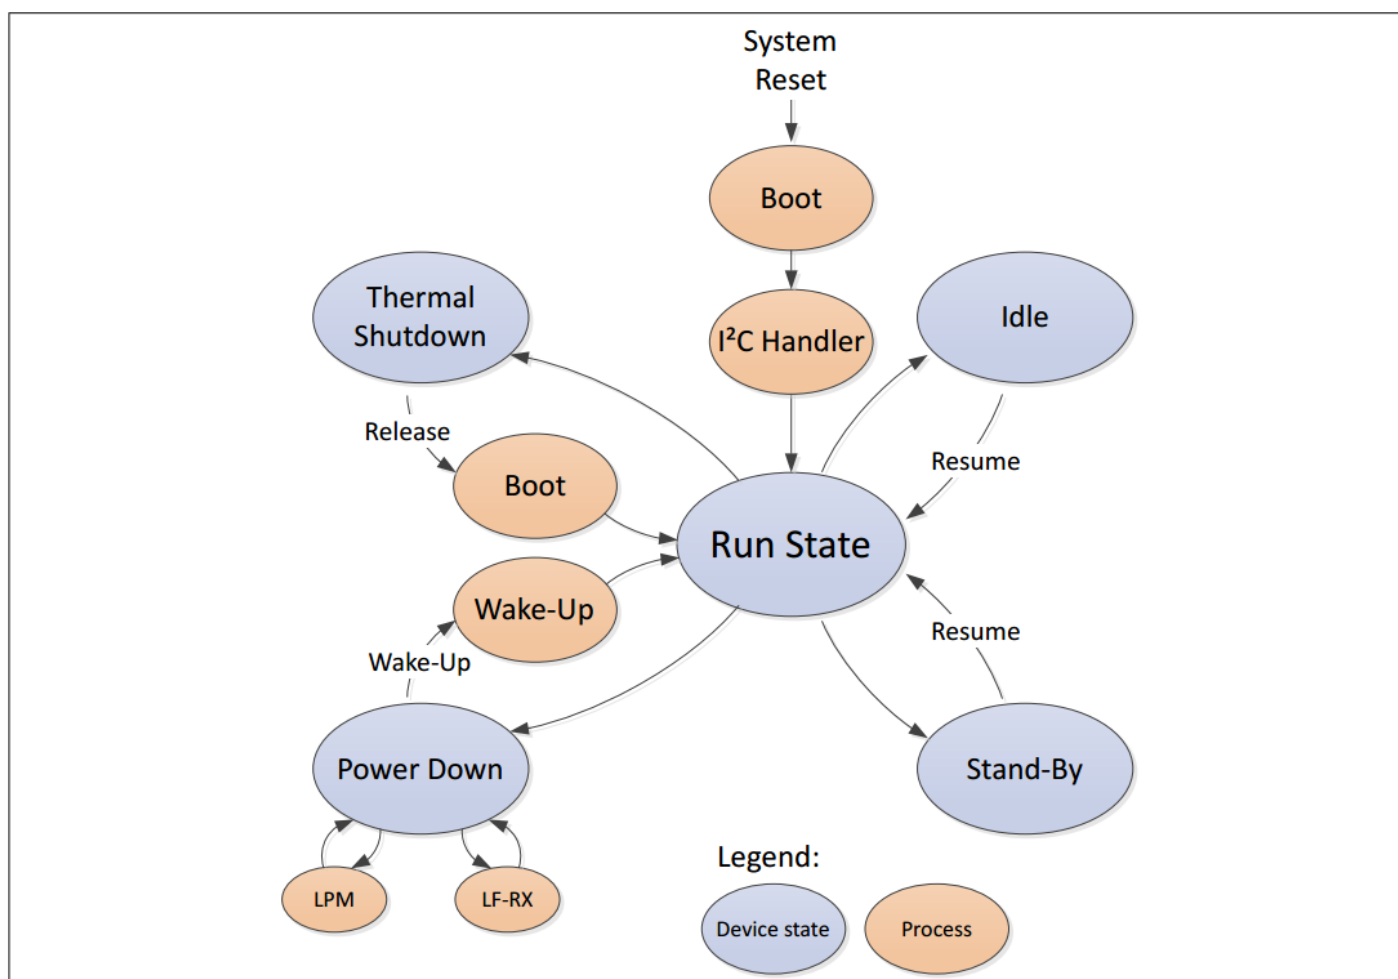 System
Reset
Boot
Thermal
Shutdown
Idle
I²C Handler
Release
Resume
Boot
Run State
Wake-Up
Resume
Wake-Up
Power Down
Stand-By
Legend:
LPM
LF-RX
Device state
Process